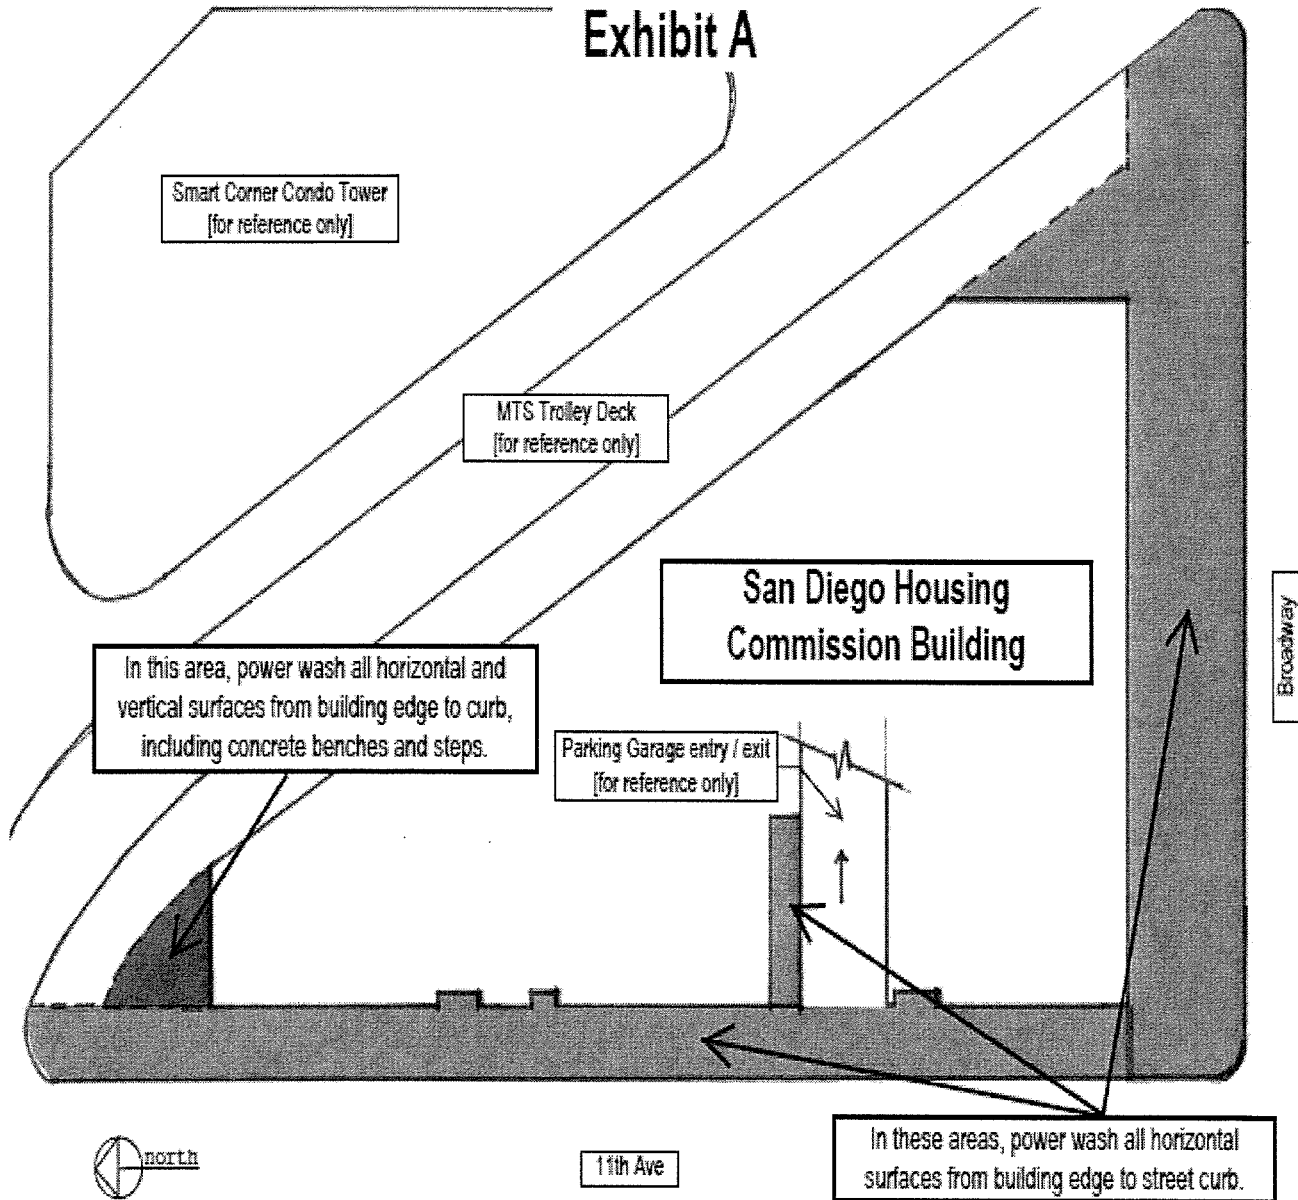 Exhibit A
Smart Corner Condo Tower
[for reference only]
MTS Trolley Deck
[for reference only]
San Diego Housing
Commission Building
Broadway
In this area, power wash all horizontal and
vertical surfaces from building edge to curb,
including concrete benches and steps.
Parking Garage entry / exit
[for reference only]
north
11th Ave
In these areas, power wash all horizontal
surfaces from building edge to street curb.